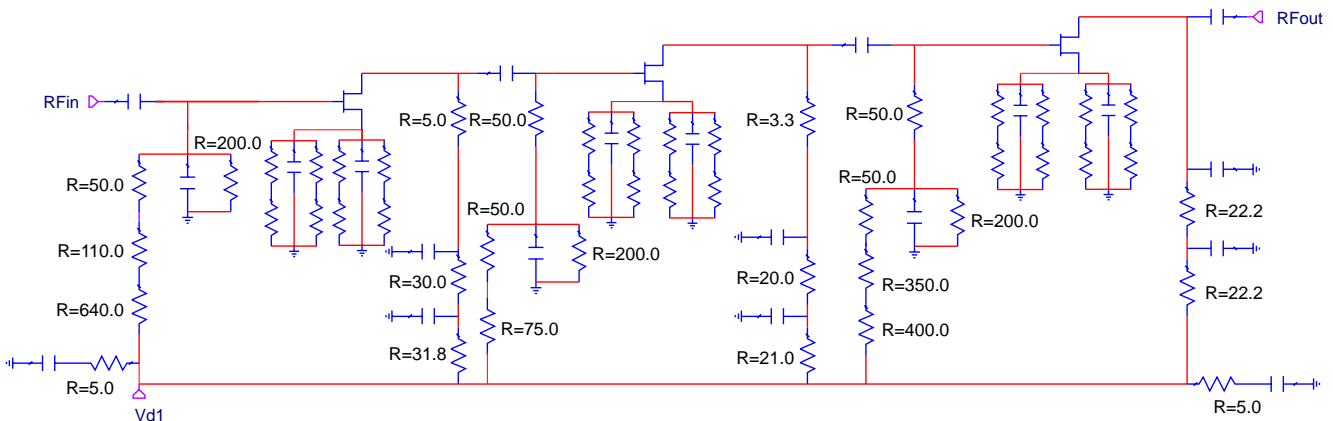 RFout
RFin
R=200.0
R=5.0
R=50.0
R=3.3
R=50.0
R=50.0
R=50.0
R=50.0
R=200.0
R=22.2
R=110.0
R=200.0
R=30.0
R=20.0
R=350.0
R=22.2
R=640.0
R=75.0
R=400.0
R=31.8
R=21.0
R=5.0
Vd1
R=5.0